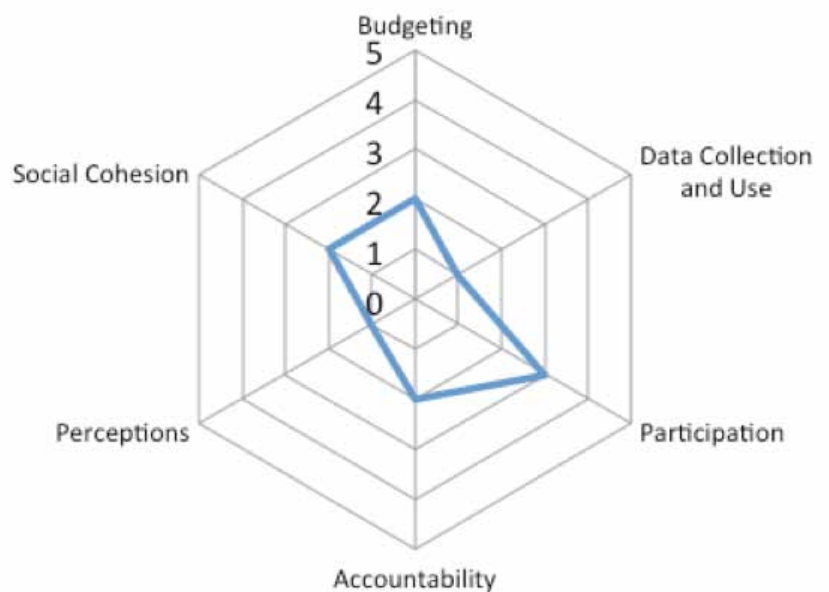 Budgeting
5
4
3
2
1
0
Data Collection
and Use
Social Cohesion
Perceptions
Participation
Accountability